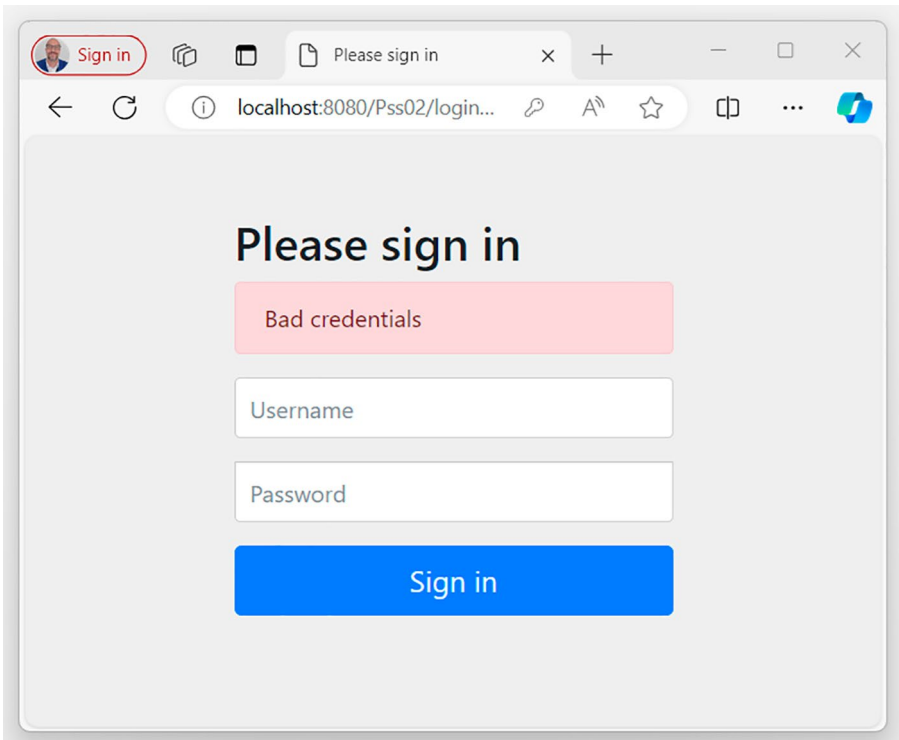 Sign in
Please sign in
localhost:8080/Pss02/login...
Please sign in
Bad credentials
Username
Password
Sign in